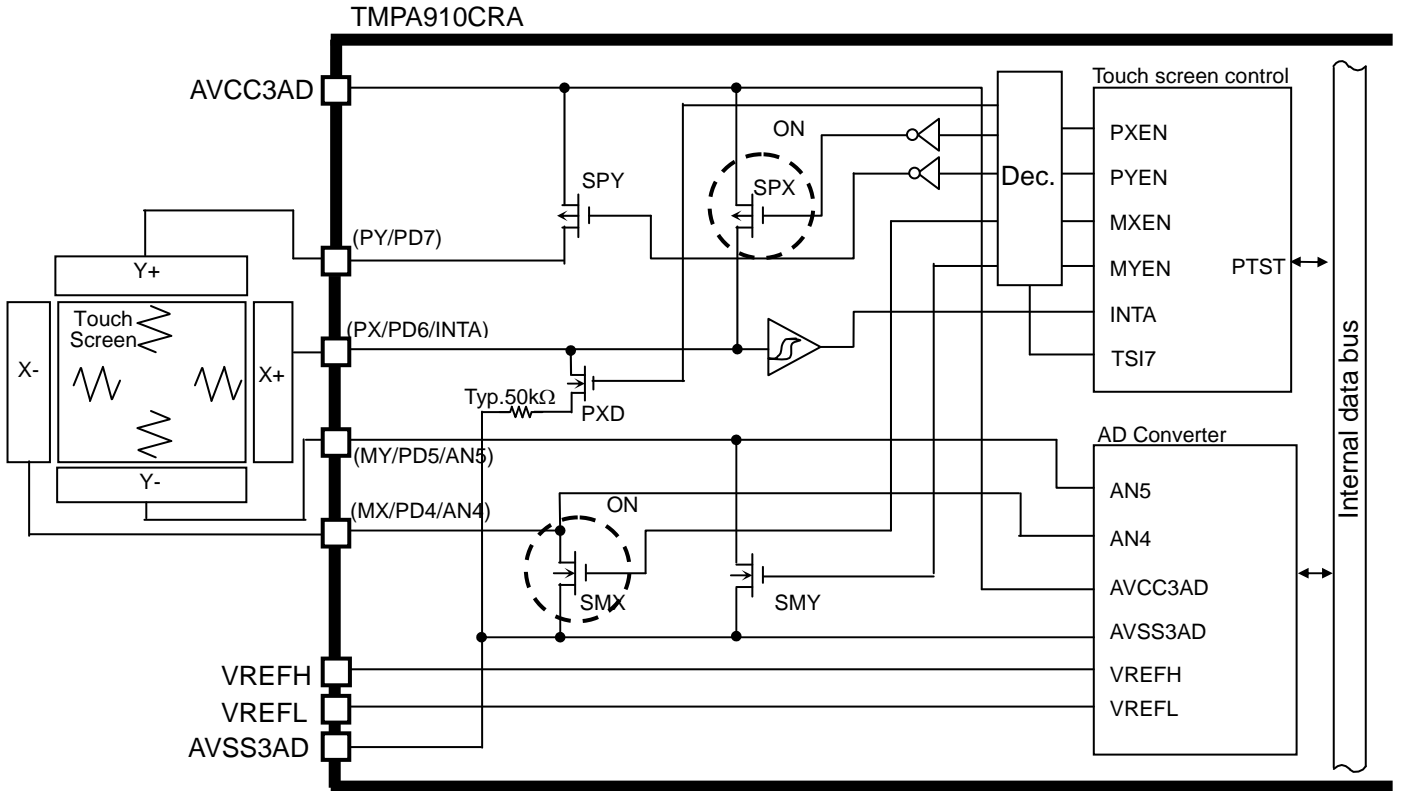 TMPA910CRA
AVCC3AD
Touch screen control
ON
PXEN
PYEN
Dec.
SPY
SPX
MXEN
(PY/PD7)
MYEN
PTST
Y+
INTA
Touch
Screen
(PX/PD6/INTA)
TSI7
X-
X+
Typ.50kΩ
PXD
Internal data bus
(MY/PD5/AN5)
AD Converter
Y-
AN5
(MX/PD4/AN4)
ON
AN4
SMX
SMY
AVCC3AD
AVSS3AD
VREFH
VREFH
VREFL
VREFL
AVSS3AD